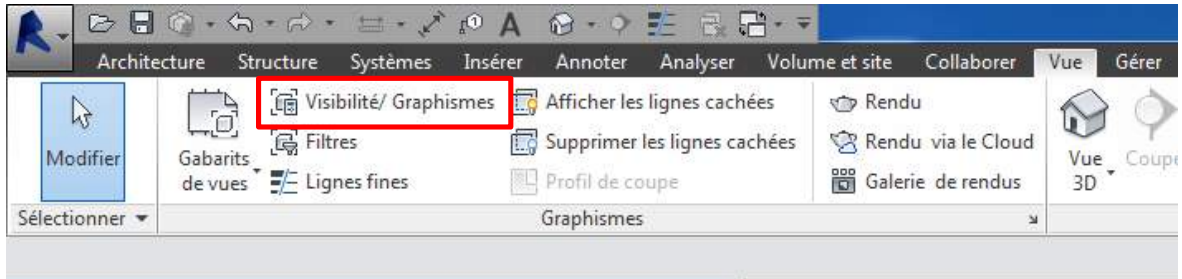 Architecture Structure Systèmes Insérer Annoter Analyser Volume et site Collaborer Vue Gérer
Modifier
Gabarits
de vues
Visibilité/ Graphismes
Filtres
Lignes fines
Afficher les lignes cachées
Supprimer les lignes cachées
Profil de coupe
Rendu
Rendu via le Cloud
Galerie de rendus
Vue
3D
Coupe
Sélectionner
Graphismes